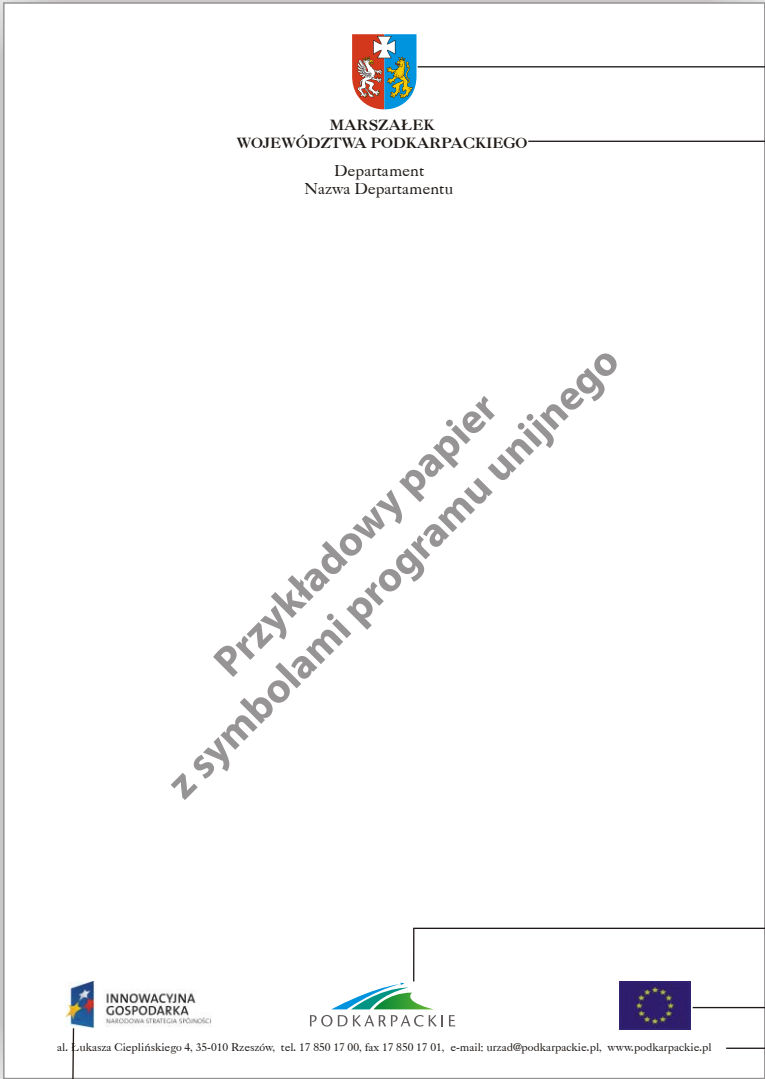 MARSZAŁEK
WOJEWÓDZTWA PODKARPACKIEGO
Departament
Nazwa Departamentu
Przykładowy papier
z symbolami programu unijnego
INNOWACYJNA
GOSPODARKA
NARODOWA STRATEGIA SPÓJNOŚCI
PODKARPACKIE
al. Łukasza Cieplińskiego 4, 35-010 Rzeszów, tel. 17 850 17 00, fax 17 850 17 01, e-mail: urzad@podkarpackie.pl, www.podkarpackie.pl